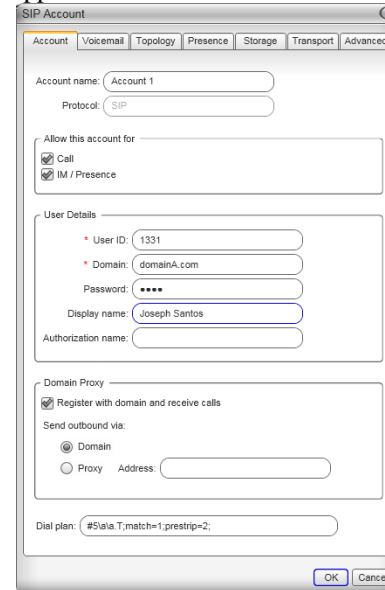 SIP Account
Account Voicemail Topology Presence Storage Transport Advanced
Account name: Account 1
Protocol: SIP
Allow this account for
Call
IM / Presence
User Details
* User ID: 1331
* Domain: domainA.com
Password: ••••
Display name: Joseph Santos
Authorization name:
Domain Proxy
Register with domain and receive calls
Send outbound via:
Domain
Proxy Address:
Dial plan: #5\a\a.T;match=1;prestrip=2;
OK Cance